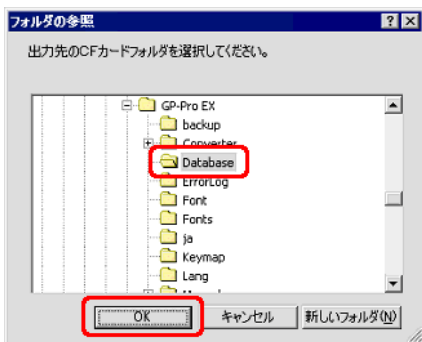 フォルダの参照
出力先のCFカードフォルダを選択してください。
GP-Pro EX
backup
Converter
Database
ErrorLog
Font
Fonts
ja
Keymap
Lang
OK
キャンセル
新しいフォルダ(N)